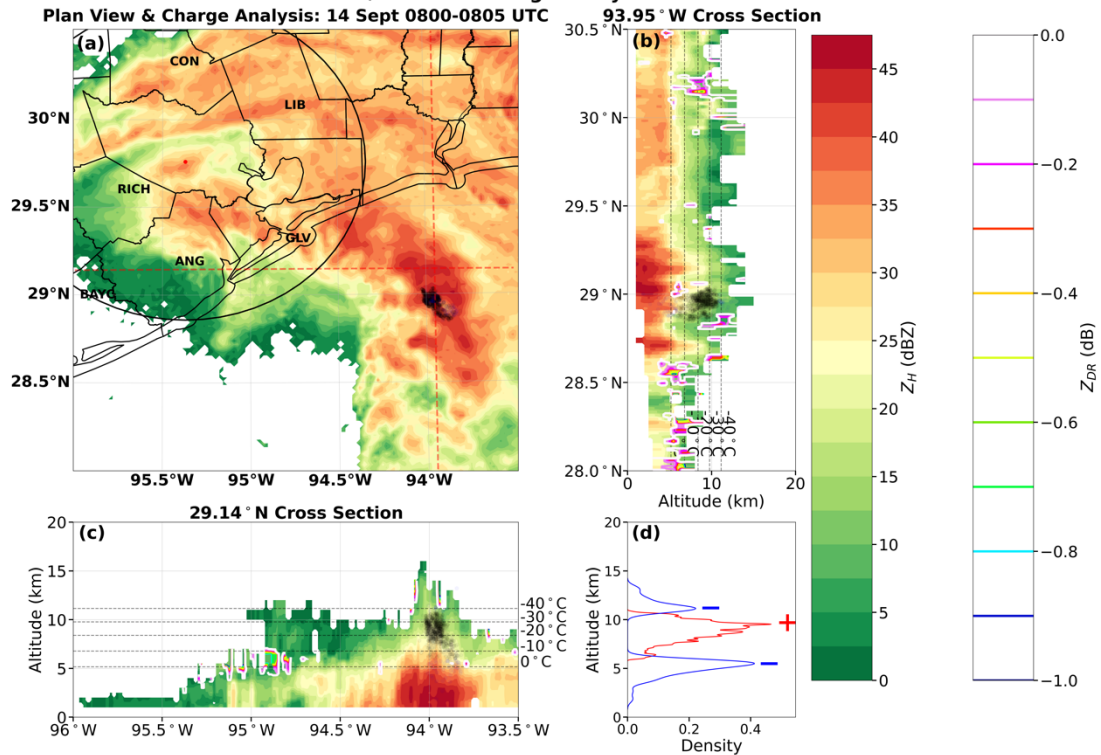 Plan View & Charge Analysis: 14 Sept 0800-0805 UTC
93.95°W Cross Section
(a)
CON
LIB
RICH
GLV
ANG
30°N
29.5°N
29°N
28.5°N
95.5°W
95°W
94.5°W
94°W
(b)
30.5°N
30°N
29.5°N
29°N
28.5°N
28.0°N
0
10
20
Altitude (km)
-20°C
-30°C
-40°C
45
40
35
30
25
20
15
10
5
0
Z_H (dBZ)
0.0
−0.2
−0.4
−0.6
−0.8
−1.0
Z_DR (dB)
29.14°N Cross Section
(c)
20
15
10
5
0
Altitude (km)
96°W
95°W
94.5°W
94°W
93.5°W
-40°C
-30°C
-20°C
-10°C
0°C
(d)
20
15
10
5
0
Altitude (km)
0.0
0.2
0.4
Density
+